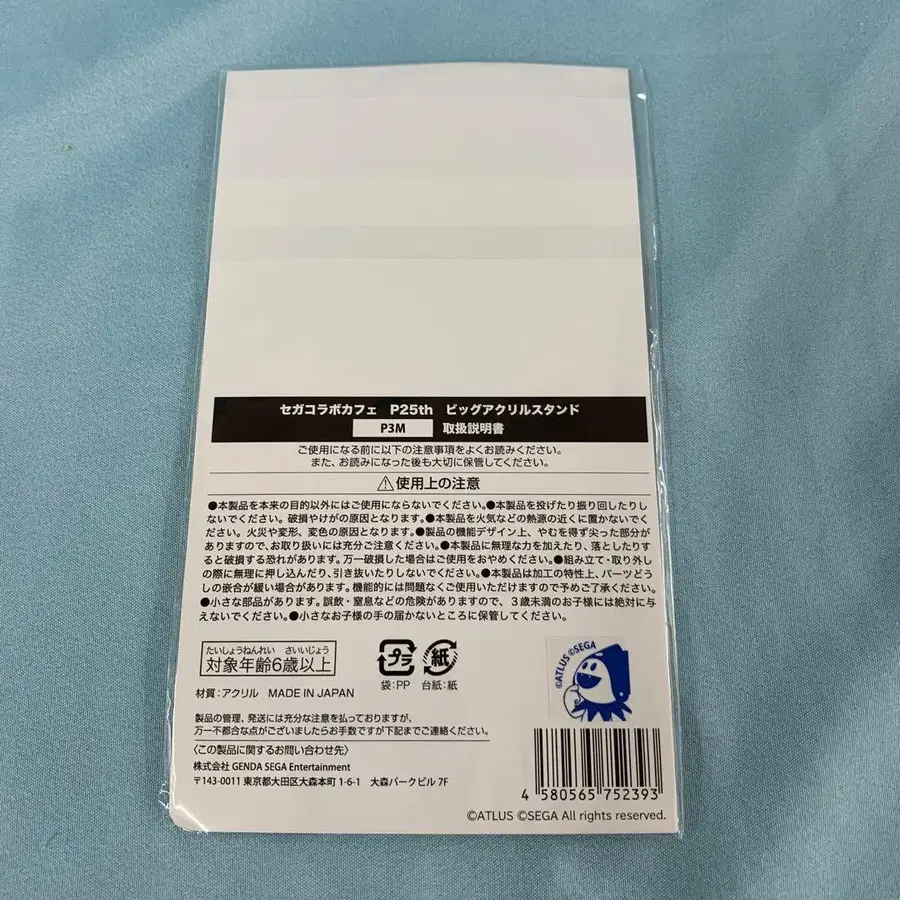 セガコラボカフェ P25th ビッグアクリルスタンド
P3M 取扱説明書
ご使用になる前に以下の注意事項をよくお読みください。
また、お読みになった後も大切に保管してください。
⚠使用上の注意
●本製品を本来の目的以外にはご使用にならないでください。●本製品を投げたり振り回したりし
ないでください。破損やけがの原因となります。●本製品を火気などの熱源の近くに置かないでく
ださい。火災や変形、変色の原因となります。●製品の機能デザイン上、やむを得ず尖った部分が
ありますので、お取り扱いには充分ご注意ください。●本製品に無理な力を加えたり、落としたりす
ると破損する恐れがあります。万一破損した場合はご使用をおやめください。●組み立て・取り外し
の際に無理に押し込んだり、引き抜いたりしないでください。●本製品は加工の特性上、パーツどうし
の嵌合が緩い場合があります。機能的には問題なくご使用いただけますので予めご了承ください。
●小さな部品があります。誤飲・窒息などの危険がありますので、3歳未満のお子様には絶対に与
えないでください。●小さなお子様の手の届かないところに保管してください。
たいしょうねんれい さいいじょう
対象年齢6歳以上
プラ
袋:PP
紙
台紙:紙
©ATLUS ©SEGA
材質:アクリル MADE IN JAPAN
製品の管理、発送には充分な注意を払っておりますが、
万一不都合な点がございましたらお手数ですが下記までご連絡ください。
〈この製品に関するお問い合わせ先〉
株式会社 GENDA SEGA Entertainment
〒143-0011 東京都大田区大森本町 1-6-1 大森パークビル 7F
4 580565 752393
©ATLUS ©SEGA All rights reserved.